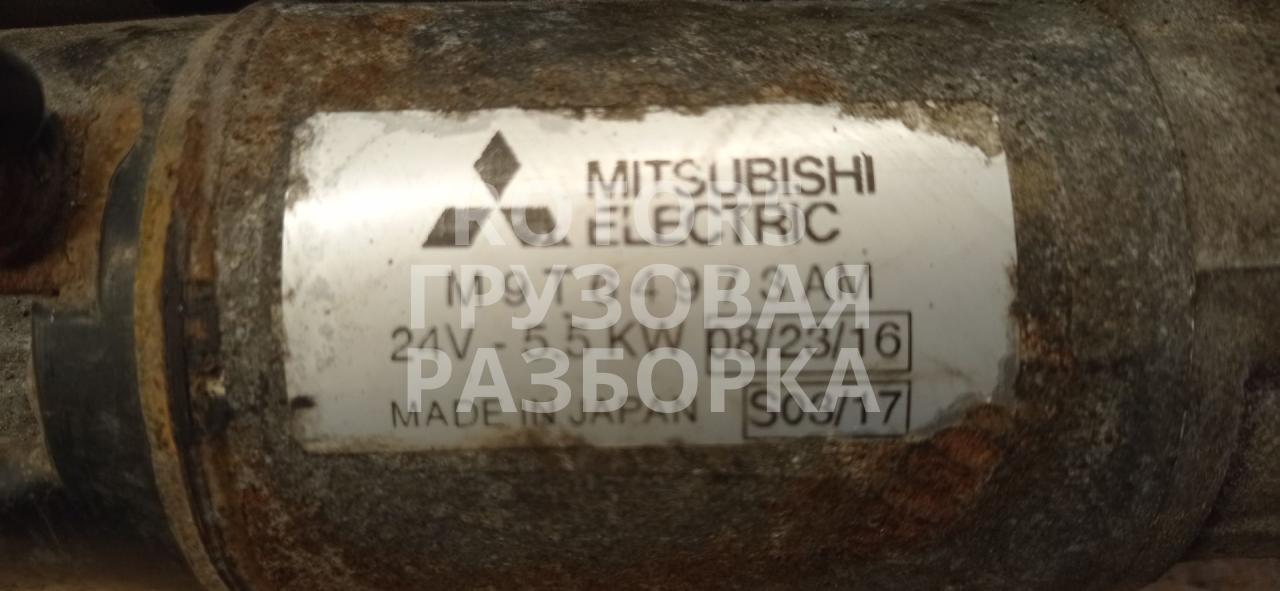 MITSUBISHI
ELECTRIC
24V - 5.5 KW 08/23/16
MADE IN JAPAN
ГРУЗОВАЯ
РАЗБОРКА